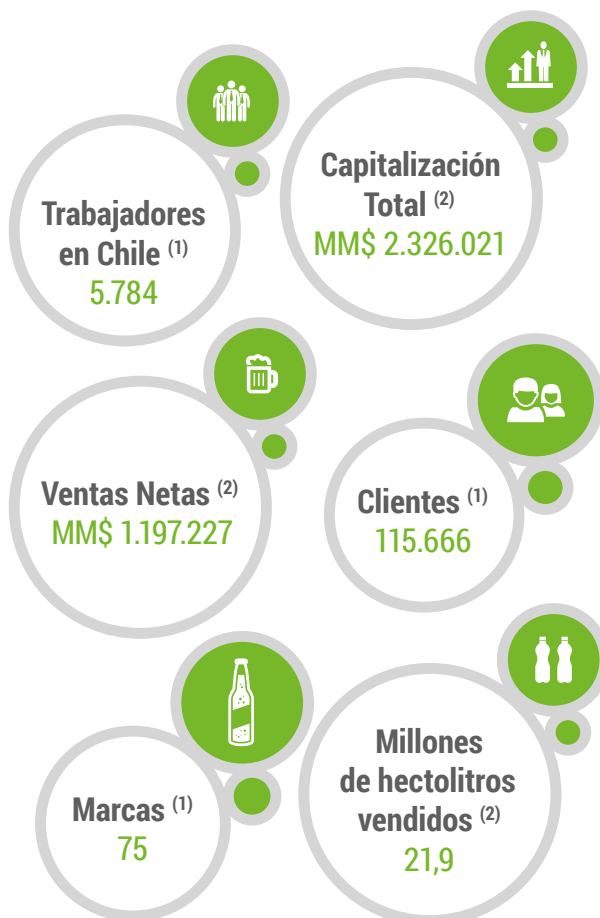 Trabajadores
en Chile (1)
5.784
Capitalización
Total (2)
MM$ 2.326.021
Ventas Netas (2)
MM$ 1.197.227
Clientes (1)
115.666
Marcas (1)
75
Millones
de hectolitros
vendidos (2)
21,9